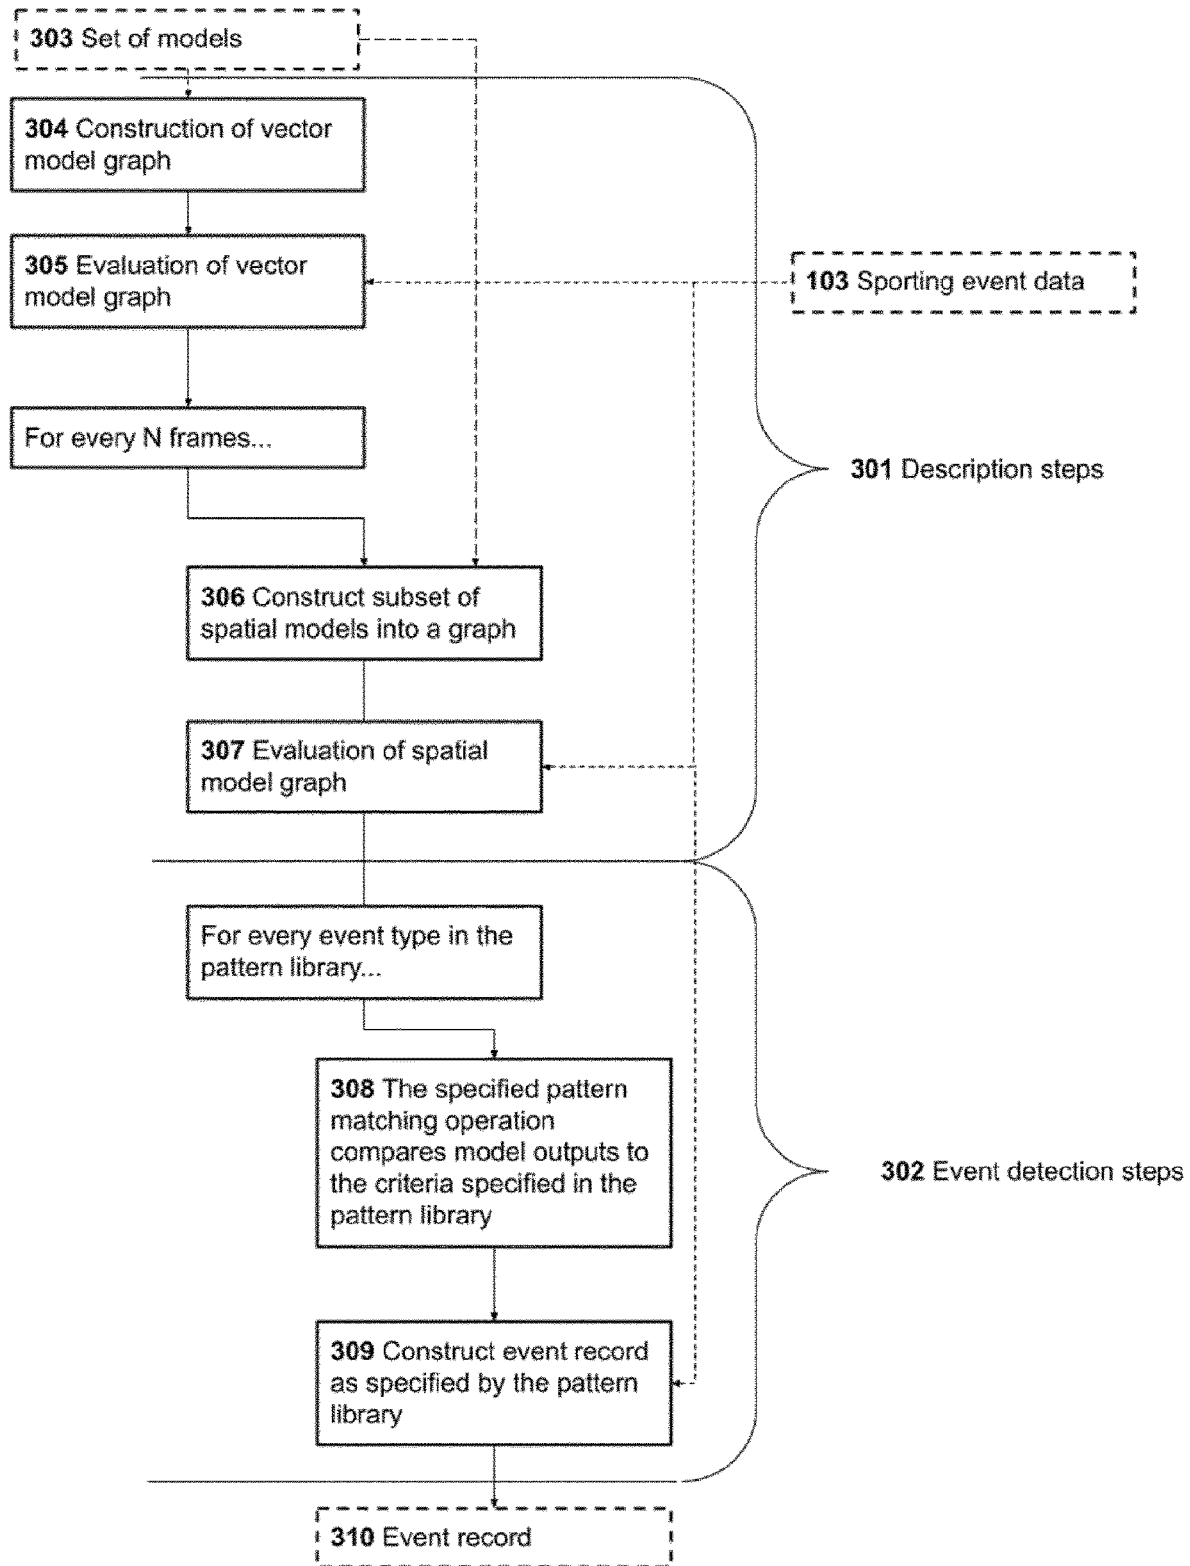 303 Set of models
304 Construction of vector
model graph
305 Evaluation of vector
model graph
103 Sporting event data
For every N frames...
301 Description steps
306 Construct subset of
spatial models into a graph
307 Evaluation of spatial
model graph
For every event type in the
pattern library...
308 The specified pattern
matching operation
compares model outputs to
the criteria specified in the
pattern library
302 Event detection steps
309 Construct event record
as specified by the pattern
library
310 Event record